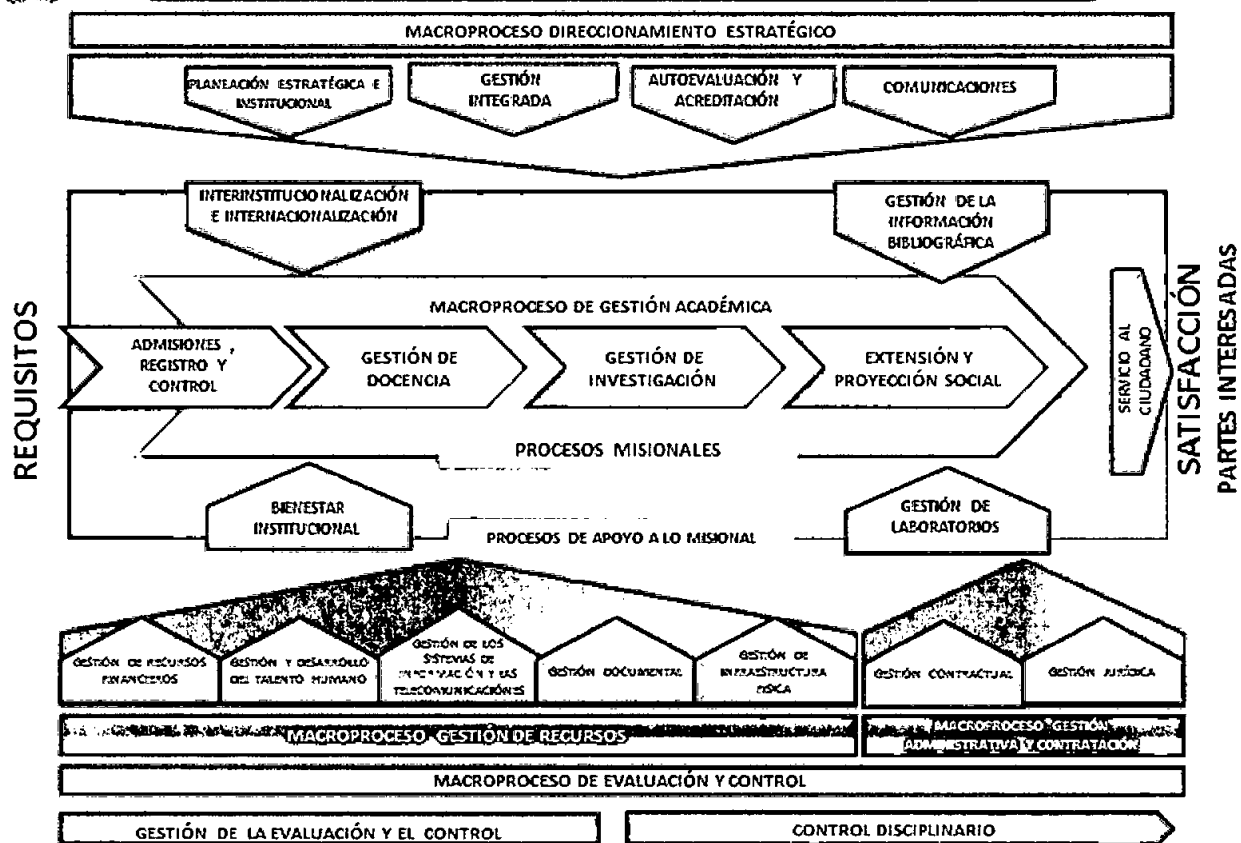 MACROPROCESO DIRECCIONAMIENTO ESTRATÉGICO
PLANEACIÓN ESTRATÉGICA E
INSTITUCIONAL
GESTIÓN
INTEGRADA
AUTOEVALUACIÓN Y
ACREDITACIÓN
COMUNICACIONES
INTERINSTITUCIONALIZACIÓN
E INTERNACIONALIZACIÓN
GESTIÓN DE LA
INFORMACIÓN
BIBLIOGRÁFICA
REQUISITOS
MACROPROCESO DE GESTIÓN ACADÉMICA
ADMISIONES,
REGISTRO Y
CONTROL
GESTIÓN DE
DOCENCIA
GESTIÓN DE
INVESTIGACIÓN
EXTENSIÓN Y
PROYECCIÓN SOCIAL
SERVICIO AL
CIUDADANO
SATISFACCIÓN
PARTES INTERESADAS
PROCESOS MISIONALES
BIENESTAR
INSTITUCIONAL
GESTIÓN DE
LABORATORIOS
PROCESOS DE APOYO A LO MISIONAL
GESTIÓN DE RECURSOS
FINANCIEROS
GESTIÓN Y DESARROLLO
DEL TALENTO HUMANO
GESTIÓN DE LOS
SISTEMAS DE
INFORMACIÓN Y LAS
TELECOMUNICACIONES
GESTIÓN DOCUMENTAL
GESTIÓN DE
INFRAESTRUCTURA
FISICA
GESTIÓN CONTRACTUAL
GESTIÓN JURÍDICA
MACROPROCESO GESTIÓN DE RECURSOS
MACROPROCESO GESTIÓN
ADMINISTRATIVA Y CONTRATACIÓN
MACROPROCESO DE EVALUACIÓN Y CONTROL
GESTIÓN DE LA EVALUACIÓN Y EL CONTROL
CONTROL DISCIPLINARIO